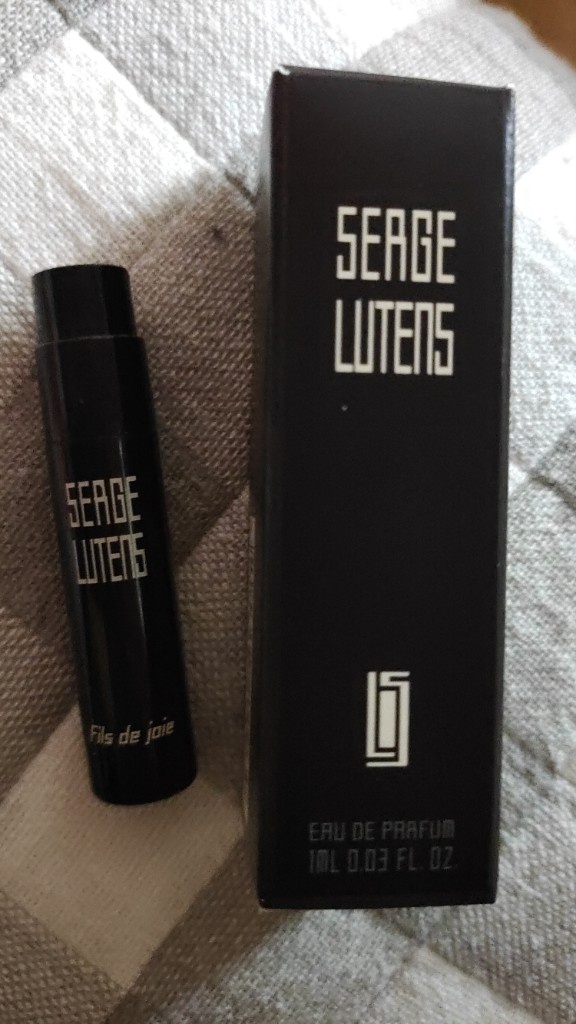 SERGE
LUTENS
Fils de joie
SERGE
LUTENS
EAU DE PARFUM
1ML 0.03 FL. OZ.